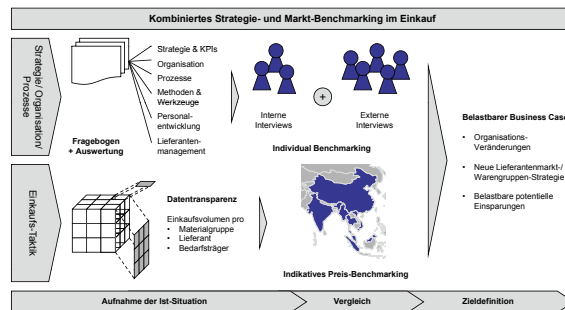 Kombiniertes Strategie- und Markt-Benchmarking im Einkauf
Strategie/ Organisation/
Prozesse
Strategie & KPIs
Organisation
Prozesse
Methoden &
Werkzeuge
Personal-
entwicklung
Lieferanten-
management
Fragebogen
+ Auswertung
Interne
Interviews
+
Externe
Interviews
Individual Benchmarking
Einkaufs-Taktik
Datentransparenz
Einkaufsvolumen pro
• Materialgruppe
• Lieferant
• Bedarfsträger
Indikatives Preis-Benchmarking
Belastbarer Business Case
• Organisations-
Veränderungen
• Neue Lieferantenmarkt-/
Warengruppen-Strategie
• Belastbare potentielle
Einsparungen
Aufnahme der Ist-Situation
Vergleich
Zieldefinition